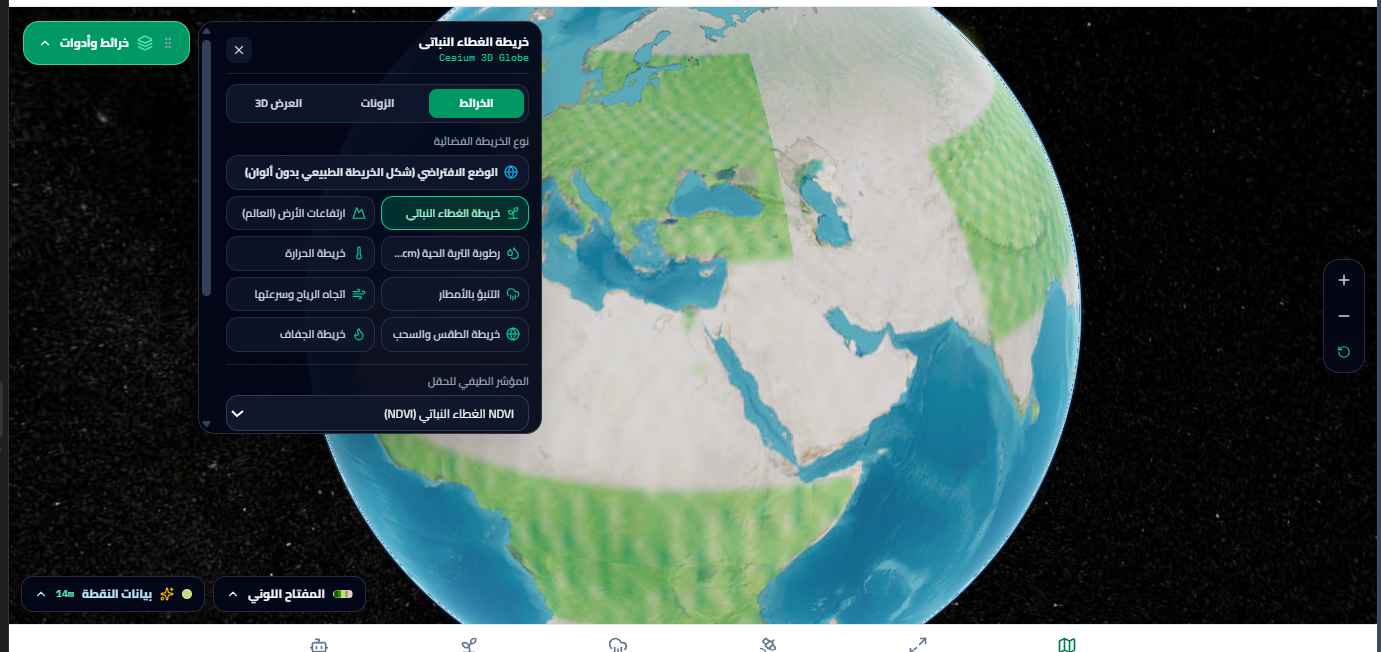 خرائط وأدوات
خريطة الغطاء النباتي
Cesium 3D Globe
الخرائط
الزونات
العرض 3D
نوع الخريطة الفضائية
الوضع الافتراضي (شكل الخريطة الطبيعي بدون ألوان)
خريطة الغطاء النباتي
ارتفاعات الأرض (العالم)
رطوبة التربة الحية (cm...
خريطة الحرارة
التنبؤ بالأمطار
اتجاه الرياح وسرعتها
خريطة الطقس والسحب
خريطة الجفاف
المؤشر الطيفي للحقل
NDVI الغطاء النباتي (NDVI)
المفتاح اللوني
بيانات النقطة 14m